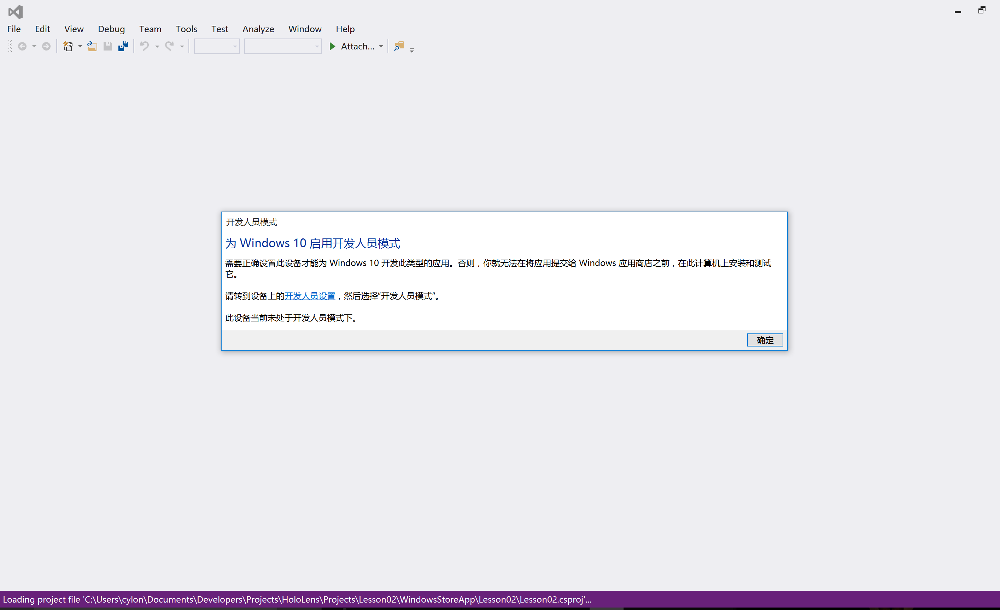 File Edit View Debug Team Tools Test Analyze Window Help
Attach...
开发人员模式
为 Windows 10 启用开发人员模式
需要正确设置此设备才能为 Windows 10 开发此类型的应用。否则，你就无法在将应用提交给 Windows 应用商店之前，在此计算机上安装和测试
它。
请转到设备上的开发人员设置，然后选择“开发人员模式”。
此设备当前未处于开发人员模式下。
确定
Loading project file 'C:\Users\cylon\Documents\Developers\Projects\HoloLens\Projects\Lesson02\WindowsStoreApp\Lesson02\Lesson02.csproj'...